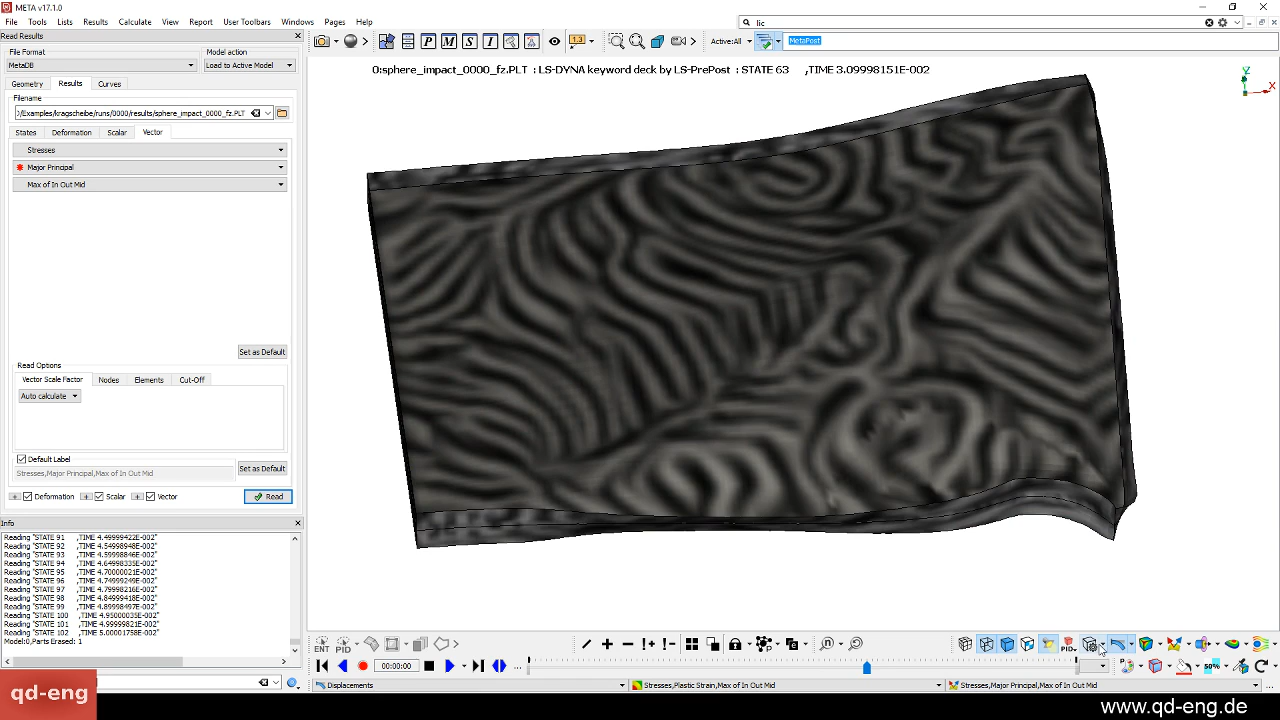 META v17.1.0
File Tools Lists Results Calculate View Report User Toolbars Windows Pages Help
lic
Read Results
File Format
Model action
MetaDB
Load to Active Model
Geometry Results Curves
Filename
:)/Examples/kragscheibe/runs/0000/results/sphere_impact_0000_fz.PLT
States Deformation Scalar Vector
Stresses
Major Principal
Max of In Out Mid
Set as Default
Read Options
Vector Scale Factor Nodes Elements Cut-Off
Auto calculate
Default Label
Stresses,Major Principal,Max of In Out Mid
Set as Default
Deformation Scalar Vector Read
Info
Reading "STATE 91 ,TIME 4.49999422E-002"
Reading "STATE 92 ,TIME 4.54998948E-002"
Reading "STATE 93 ,TIME 4.59998846E-002"
Reading "STATE 94 ,TIME 4.64998335E-002"
Reading "STATE 95 ,TIME 4.70000021E-002"
Reading "STATE 96 ,TIME 4.74999249E-002"
Reading "STATE 97 ,TIME 4.79998216E-002"
Reading "STATE 98 ,TIME 4.84999418E-002"
Reading "STATE 99 ,TIME 4.89998497E-002"
Reading "STATE 100 ,TIME 4.95000035E-002"
Reading "STATE 101 ,TIME 4.99999821E-002"
Reading "STATE 102 ,TIME 5.00001758E-002"
Model:0,Parts Erased: 1
P M S I
1.3
Active:All
MetaPost
0:sphere_impact_0000_fz.PLT : LS-DYNA keyword deck by LS-PrePost : STATE 63 ,TIME 3.09998151E-002
Y
X
ENT PID
PID
00:00:00
50%
Displacements
Stresses,Plastic Strain,Max of In Out Mid
Stresses,Major Principal,Max of In Out Mid
qd-eng
www.qd-eng.de